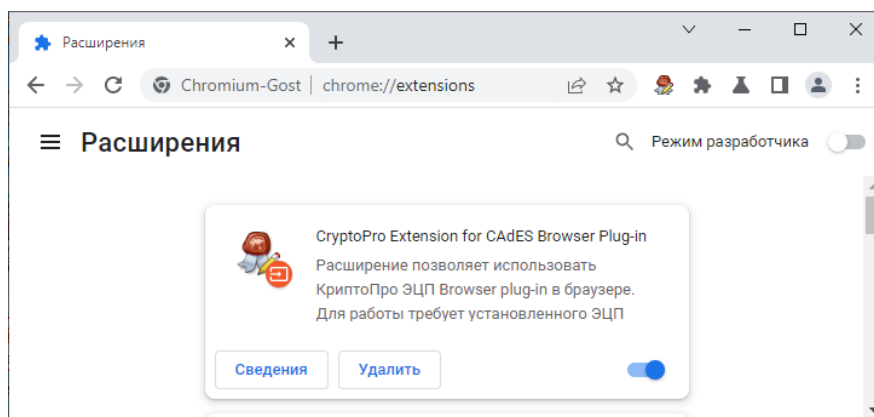 Расширения
Chromium-Gost | chrome://extensions
Расширения
Режим разработчика
CryptoPro Extension for CAdES Browser Plug-in
Расширение позволяет использовать
КриптоПро ЭЦП Browser plug-in в браузере.
Для работы требует установленного ЭЦП
Сведения
Удалить